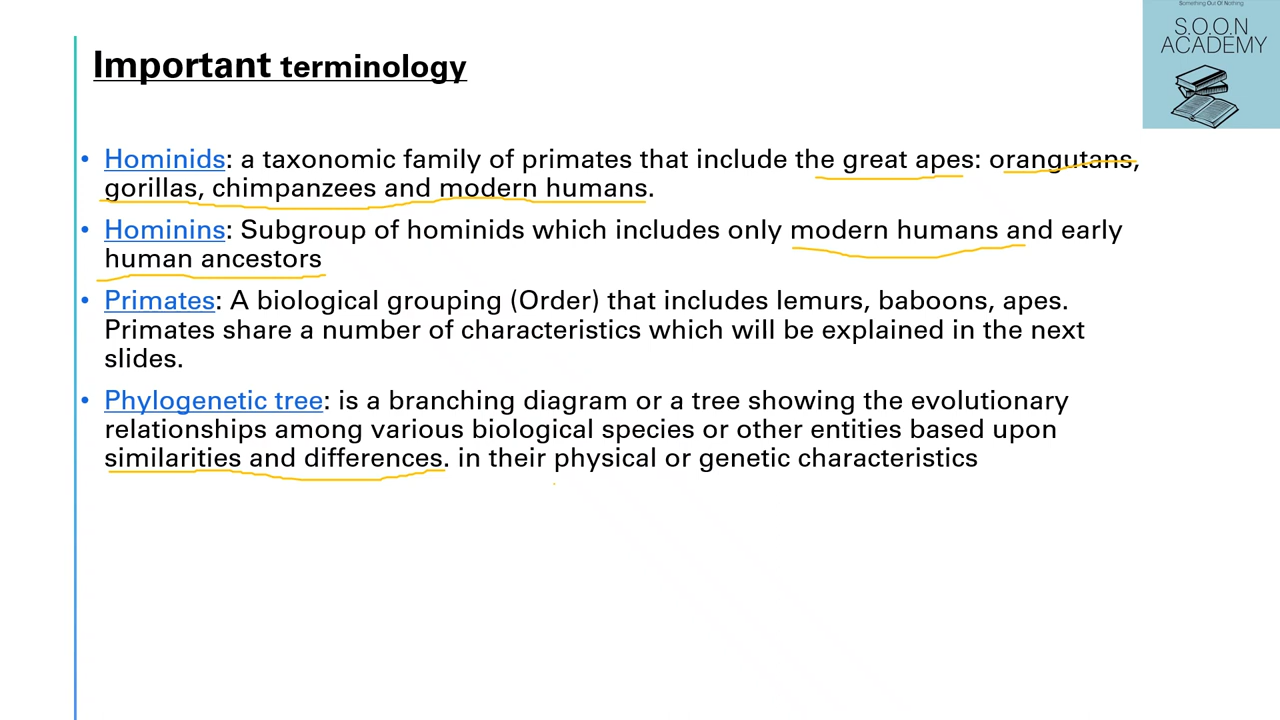 Something Out Of Nothing
S.O.O.N
ACADEMY
Important terminology
• Hominids: a taxonomic family of primates that include the great apes: orangutans,
gorillas, chimpanzees and modern humans.
• Hominins: Subgroup of hominids which includes only modern humans and early
human ancestors
• Primates: A biological grouping (Order) that includes lemurs, baboons, apes.
Primates share a number of characteristics which will be explained in the next
slides.
• Phylogenetic tree: is a branching diagram or a tree showing the evolutionary
relationships among various biological species or other entities based upon
similarities and differences. in their physical or genetic characteristics